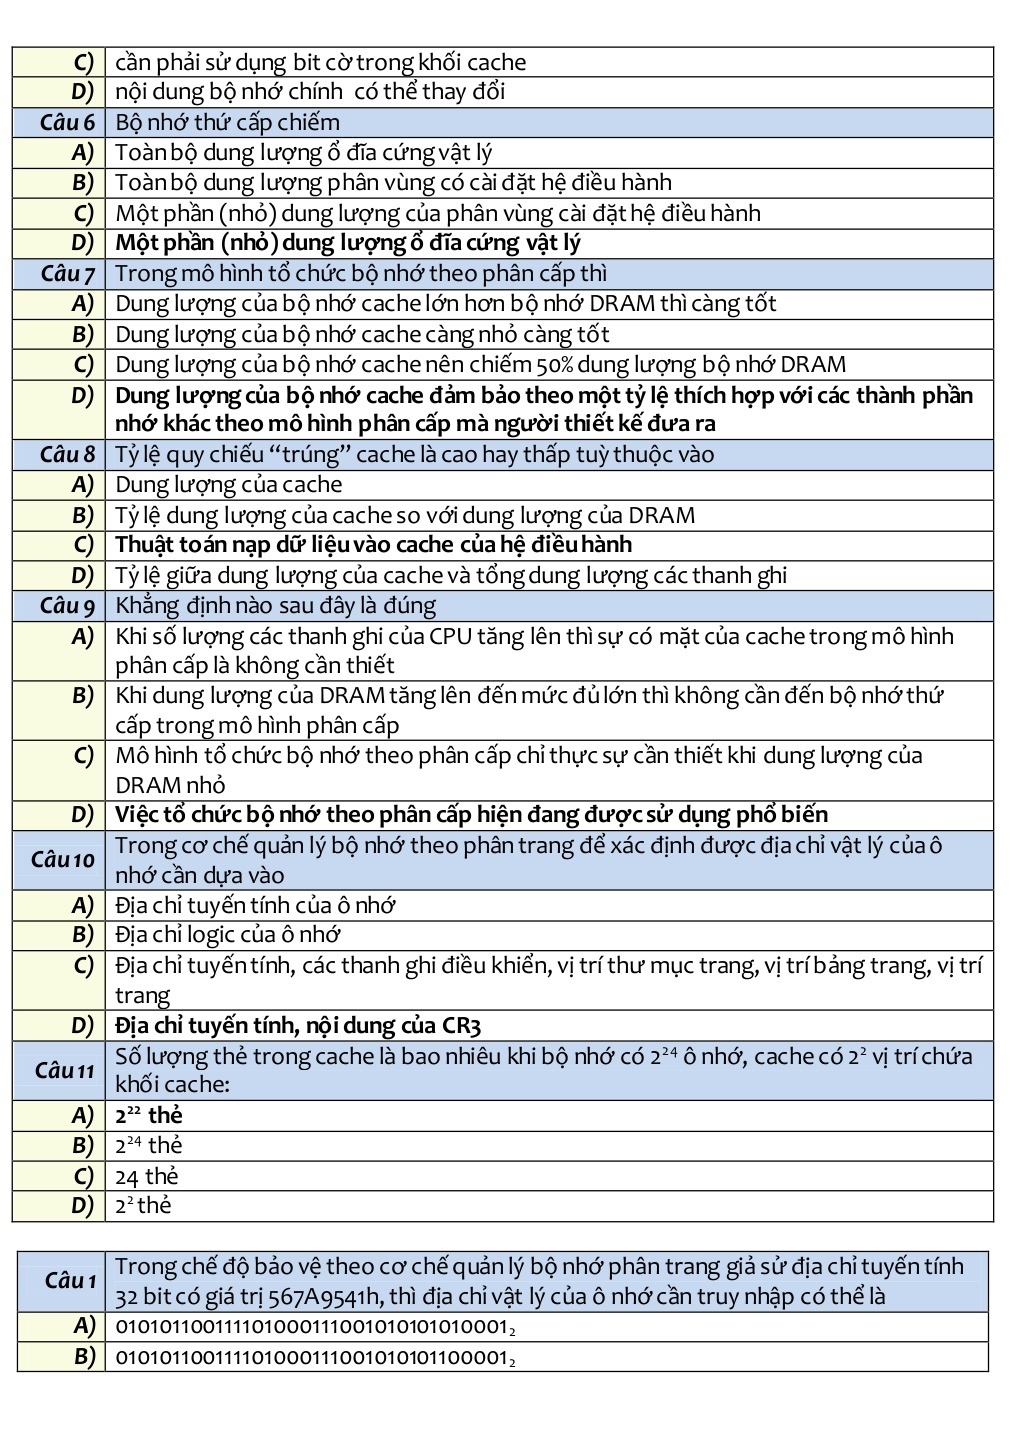 C) cần phải sử dụng bit cờ trong khối cache
D) nội dung bộ nhớ chính có thể thay đổi
Câu 6 Bộ nhớ thứ cấp chiếm
A) Toàn bộ dung lượng ổ đĩa cứng vật lý
B) Toàn bộ dung lượng phân vùng có cài đặt hệ điều hành
C) Một phần (nhỏ) dung lượng của phân vùng cài đặt hệ điều hành
D) Một phần (nhỏ) dung lượng ổ đĩa cứng vật lý
Câu 7 Trong mô hình tổ chức bộ nhớ theo phân cấp thì
A) Dung lượng của bộ nhớ cache lớn hơn bộ nhớ DRAM thì càng tốt
B) Dung lượng của bộ nhớ cache càng nhỏ càng tốt
C) Dung lượng của bộ nhớ cache nên chiếm 50% dung lượng bộ nhớ DRAM
D) Dung lượng của bộ nhớ cache đảm bảo theo một tỷ lệ thích hợp với các thành phần
nhớ khác theo mô hình phân cấp mà người thiết kế đưa ra
Câu 8 Tỷ lệ quy chiếu “trúng” cache là cao hay thấp tuỳ thuộc vào
A) Dung lượng của cache
B) Tỷ lệ dung lượng của cache so với dung lượng của DRAM
C) Thuật toán nạp dữ liệu vào cache của hệ điều hành
D) Tỷ lệ giữa dung lượng của cache và tổng dung lượng các thanh ghi
Câu 9 Khẳng định nào sau đây là đúng
A) Khi số lượng các thanh ghi của CPU tăng lên thì sự có mặt của cache trong mô hình
phân cấp là không cần thiết
B) Khi dung lượng của DRAM tăng lên đến mức đủ lớn thì không cần đến bộ nhớ thứ
cấp trong mô hình phân cấp
C) Mô hình tổ chức bộ nhớ theo phân cấp chỉ thực sự cần thiết khi dung lượng của
DRAM nhỏ
D) Việc tổ chức bộ nhớ theo phân cấp hiện đang được sử dụng phổ biến
Câu 10 Trong cơ chế quản lý bộ nhớ theo phân trang để xác định được địa chỉ vật lý của ô
nhớ cần dựa vào
A) Địa chỉ tuyến tính của ô nhớ
B) Địa chỉ logic của ô nhớ
C) Địa chỉ tuyến tính, các thanh ghi điều khiển, vị trí thư mục trang, vị trí bảng trang, vị trí
trang
D) Địa chỉ tuyến tính, nội dung của CR3
Câu 11 Số lượng thẻ trong cache là bao nhiêu khi bộ nhớ có 2²⁴ ô nhớ, cache có 2² vị trí chứa
khối cache:
A) 2²² thẻ
B) 2²⁴ thẻ
C) 24 thẻ
D) 2² thẻ
Câu 1 Trong chế độ bảo vệ theo cơ chế quản lý bộ nhớ phân trang giả sử địa chỉ tuyến tính
32 bit có giá trị 567A9541h, thì địa chỉ vật lý của ô nhớ cần truy nhập có thể là
A) 01010110011110100011100101010101010001₂
B) 01010110011110100011100101010101100001₂